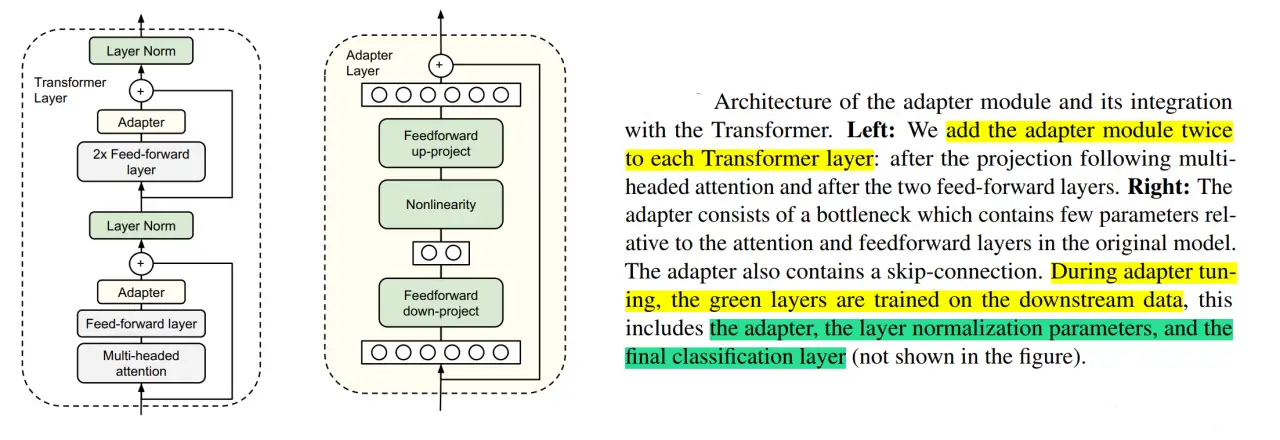 Layer Norm
Transformer
Layer
+
Adapter
2x Feed-forward
layer
Layer Norm
+
Adapter
Feed-forward layer
Multi-headed
attention
Adapter
Layer
+
Feedforward
up-project
Nonlinearity
Feedforward
down-project
Architecture of the adapter module and its integration
with the Transformer. Left: We add the adapter module twice
to each Transformer layer: after the projection following multi-
headed attention and after the two feed-forward layers. Right: The
adapter consists of a bottleneck which contains few parameters rel-
ative to the attention and feedforward layers in the original model.
The adapter also contains a skip-connection. During adapter tun-
ing, the green layers are trained on the downstream data, this
includes the adapter, the layer normalization parameters, and the
final classification layer (not shown in the figure).